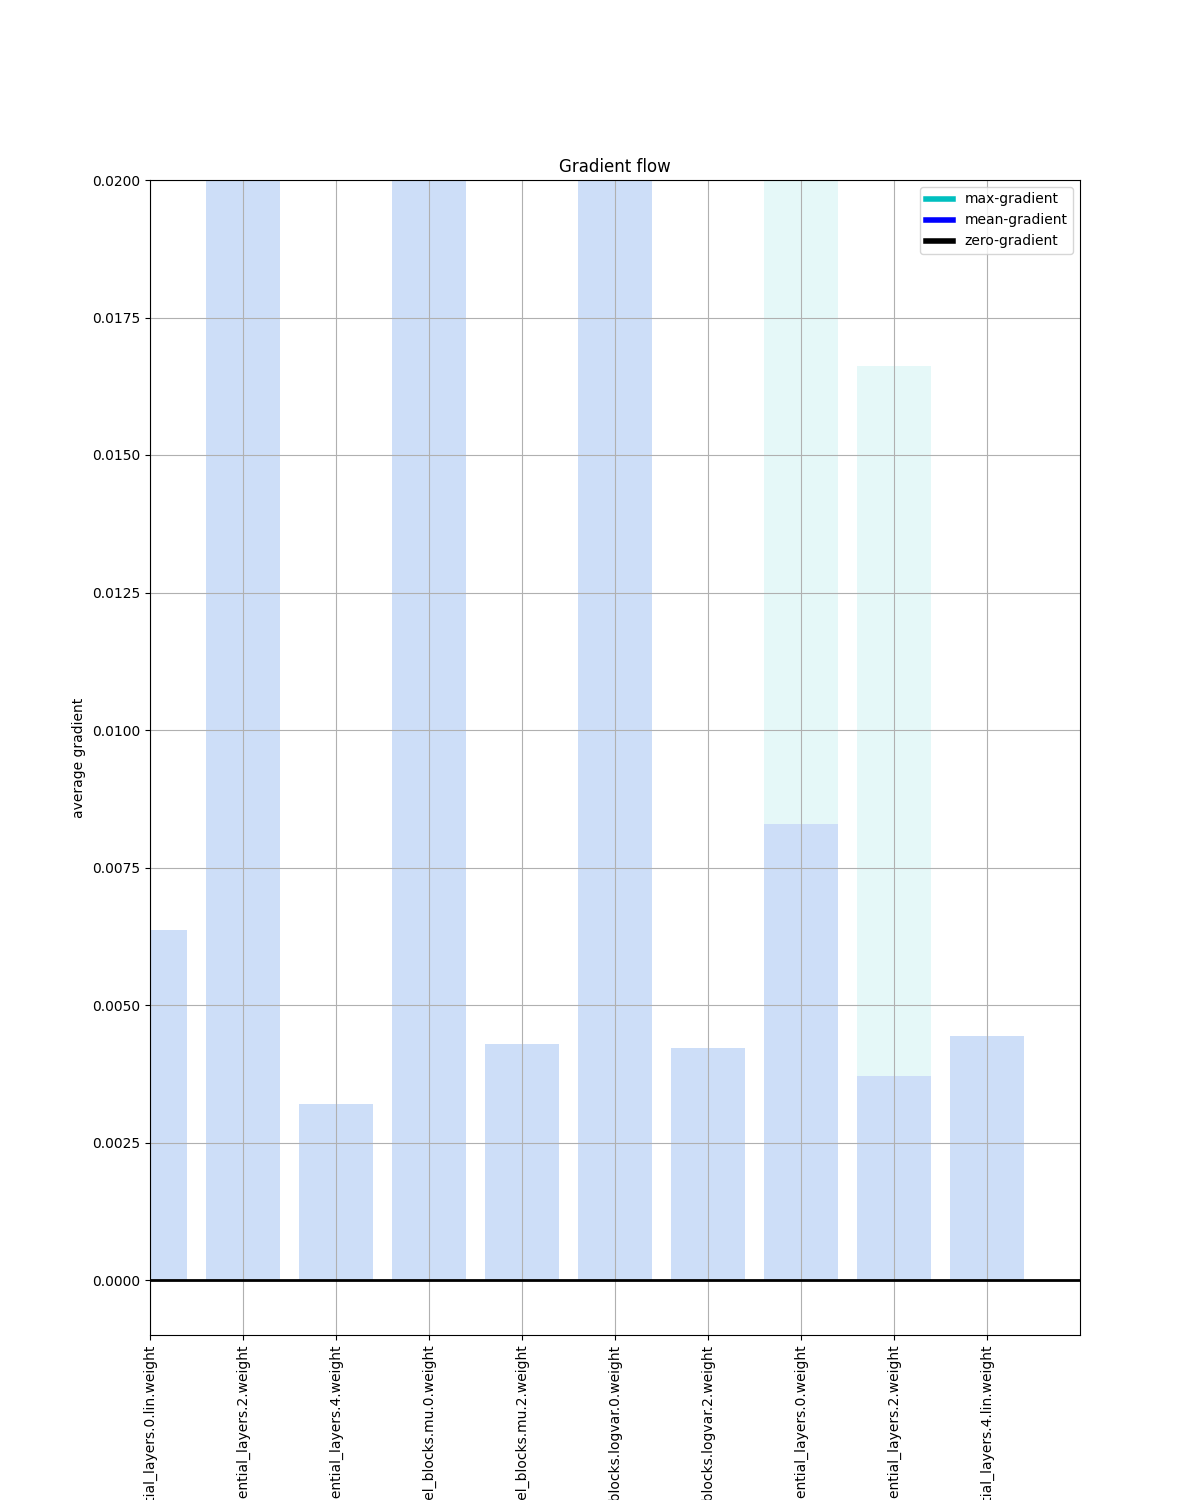 Gradient flow
max-gradient
mean-gradient
zero-gradient
0.0200
0.0175
0.0150
0.0125
0.0100
0.0075
0.0050
0.0025
0.0000
average gradient
tial_layers.0.lin.weight
ential_layers.2.weight
ential_layers.4.weight
el_blocks.mu.0.weight
el_blocks.mu.2.weight
blocks.logvar.0.weight
blocks.logvar.2.weight
ential_layers.0.weight
ential_layers.2.weight
tial_layers.4.lin.weight